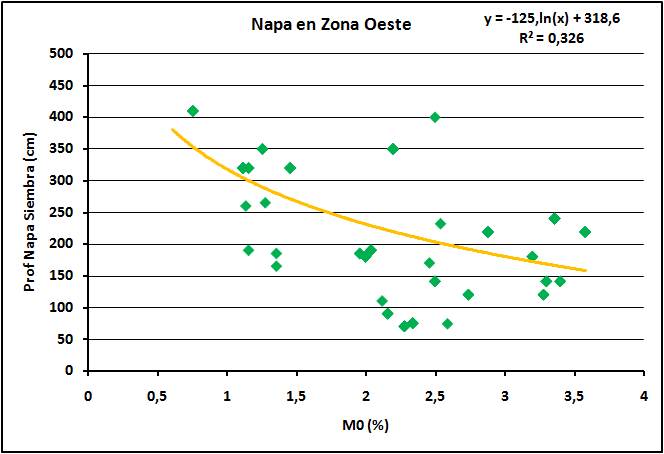 Napa en Zona Oeste
y = -125,ln(x) + 318,6
R² = 0,326
500
450
400
350
300
250
200
150
100
50
0
Prof Napa Siembra (cm)
0 0,5 1 1,5 2 2,5 3 3,5 4
M0 (%)